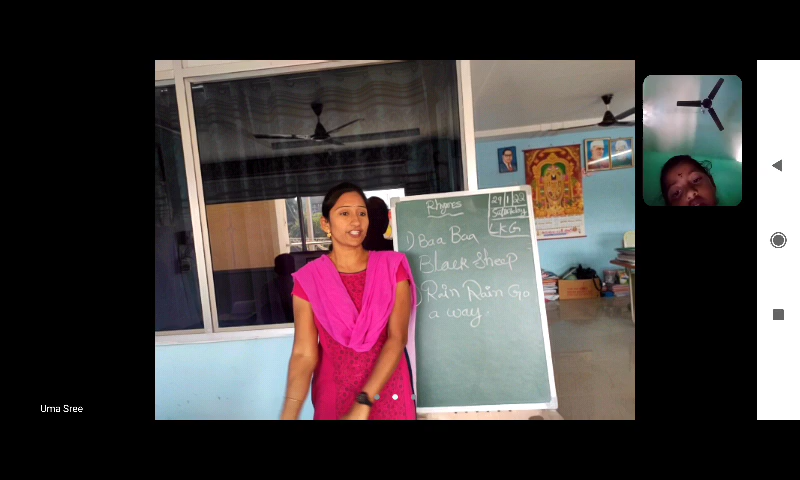 Rhymes
29 1 22
Saturday
LKG
1) Baa Baa
Black Sheep
) Rain Rain Go
a way.
Uma Sree